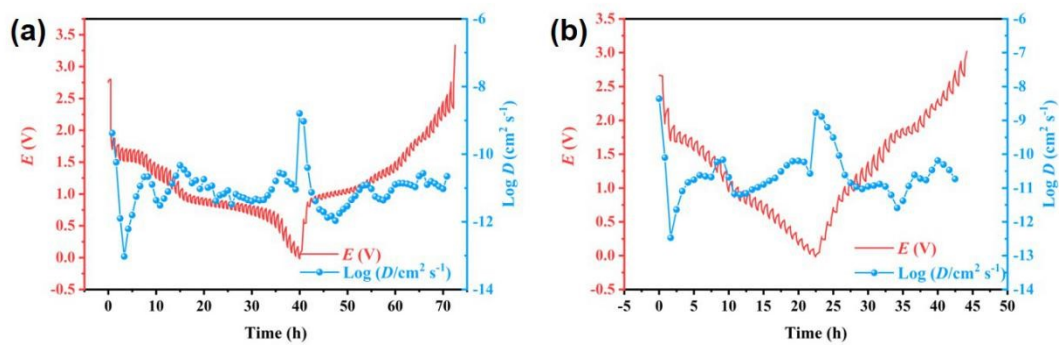 (a)
3.5
3.0
2.5
2.0
1.5
1.0
0.5
0.0
-0.5
E (V)
0 10 20 30 40 50 60 70
Time (h)
-6
-8
-10
-12
-14
Log D (cm² s⁻¹)
E (V)
Log (D/cm² s⁻¹)
(b)
3.5
3.0
2.5
2.0
1.5
1.0
0.5
0.0
-0.5
E (V)
-5 0 5 10 15 20 25 30 35 40 45 50
Time (h)
-6
-7
-8
-9
-10
-11
-12
-13
-14
Log D (cm² s⁻¹)
E (V)
Log (D/cm² s⁻¹)